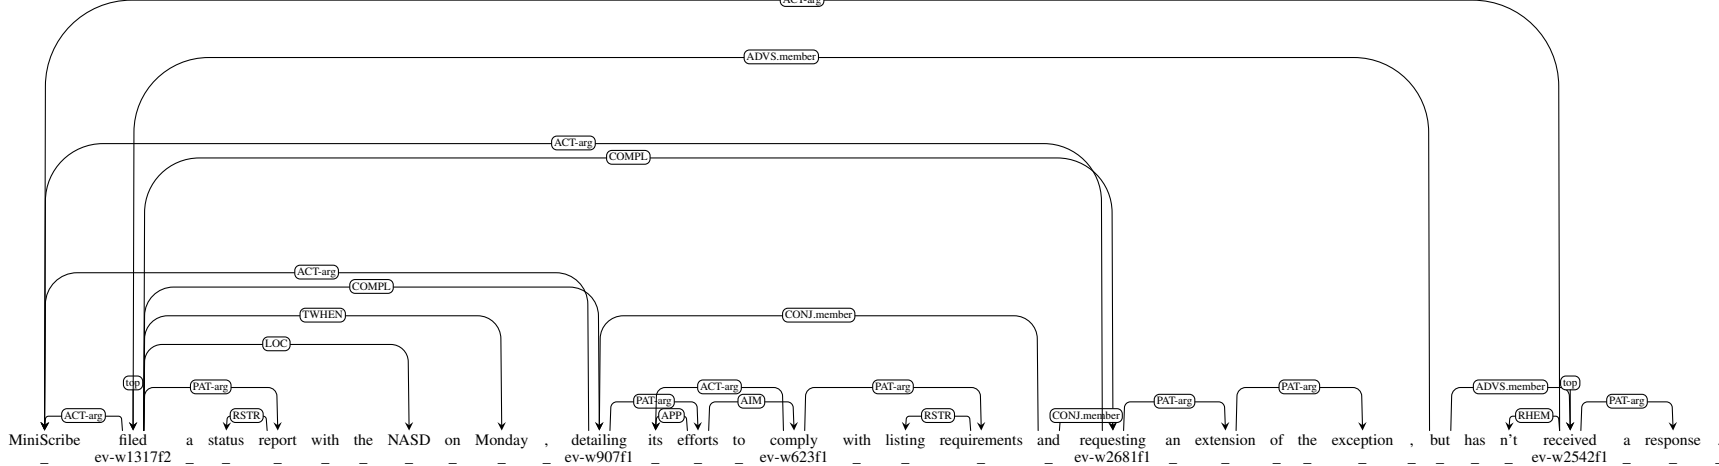 ACT-arg
ADVS.member
ACT-arg
COMPL
ACT-arg
COMPL
TWHEN CONJ.member
LOC
top PAT-arg ACT-arg PAT-arg PAT-arg ADVS.member top
ACT-arg RSTR PAT-arg APP AIM RSTR CONJ.member PAT-arg RHEM PAT-arg
MiniScribe filed a status report with the NASD on Monday , detailing its efforts to comply with listing requirements and requesting an extension of the exception , but has n't received a response .
_ ev-w1317f2 _ _ _ _ _ _ _ _ _ ev-w907f1 _ _ _ ev-w623f1 _ _ _ _ ev-w2681f1 _ _ _ _ _ _ _ _ _ ev-w2542f1 _ _ _